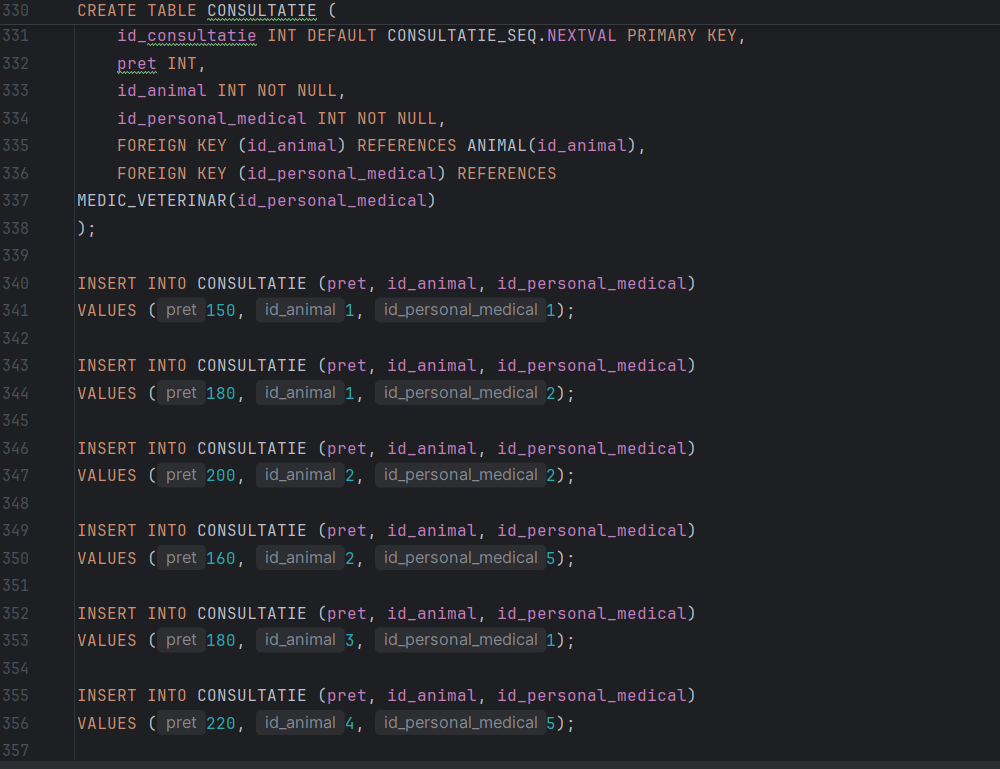 330 CREATE TABLE CONSULTATIE (
331 id_consultatie INT DEFAULT CONSULTATIE_SEQ.NEXTVAL PRIMARY KEY,
332 pret INT,
333 id_animal INT NOT NULL,
334 id_personal_medical INT NOT NULL,
335 FOREIGN KEY (id_animal) REFERENCES ANIMAL(id_animal),
336 FOREIGN KEY (id_personal_medical) REFERENCES
337 MEDIC_VETERINAR(id_personal_medical)
338 );
339
340 INSERT INTO CONSULTATIE (pret, id_animal, id_personal_medical)
341 VALUES ( pret 150, id_animal 1, id_personal_medical 1);
342
343 INSERT INTO CONSULTATIE (pret, id_animal, id_personal_medical)
344 VALUES ( pret 180, id_animal 1, id_personal_medical 2);
345
346 INSERT INTO CONSULTATIE (pret, id_animal, id_personal_medical)
347 VALUES ( pret 200, id_animal 2, id_personal_medical 2);
348
349 INSERT INTO CONSULTATIE (pret, id_animal, id_personal_medical)
350 VALUES ( pret 160, id_animal 2, id_personal_medical 5);
351
352 INSERT INTO CONSULTATIE (pret, id_animal, id_personal_medical)
353 VALUES ( pret 180, id_animal 3, id_personal_medical 1);
354
355 INSERT INTO CONSULTATIE (pret, id_animal, id_personal_medical)
356 VALUES ( pret 220, id_animal 4, id_personal_medical 5);
357